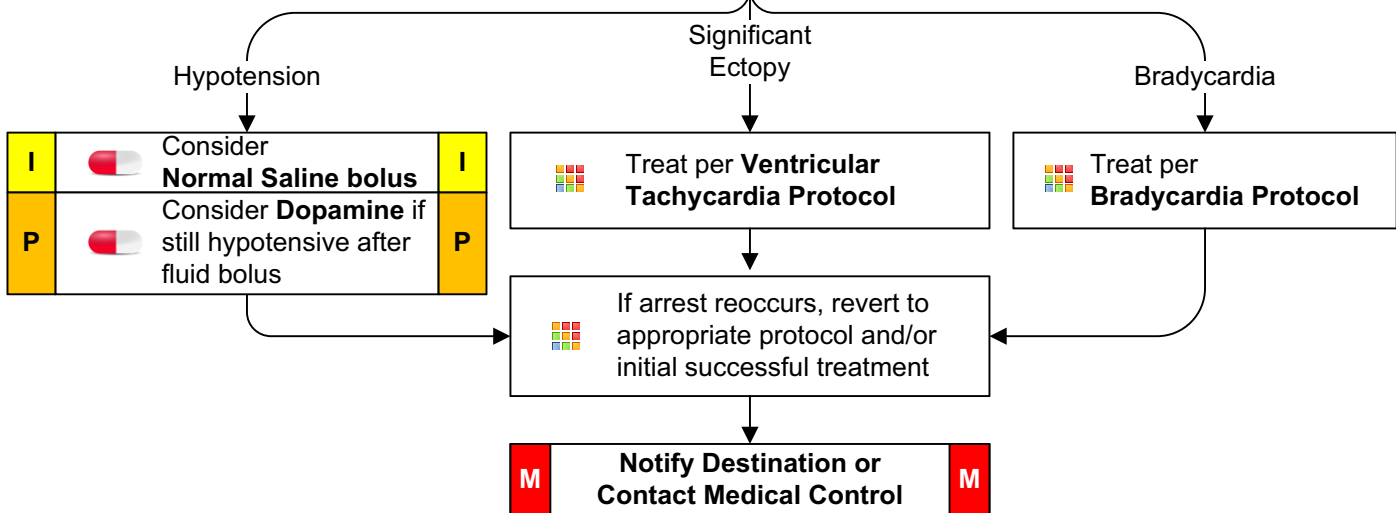 Significant
Ectopy
Hypotension
Bradycardia
I
Consider
Normal Saline bolus
I
P
Consider Dopamine if
still hypotensive after
fluid bolus
P
Treat per Ventricular
Tachycardia Protocol
Treat per
Bradycardia Protocol
If arrest reoccurs, revert to
appropriate protocol and/or
initial successful treatment
M
Notify Destination or
Contact Medical Control
M